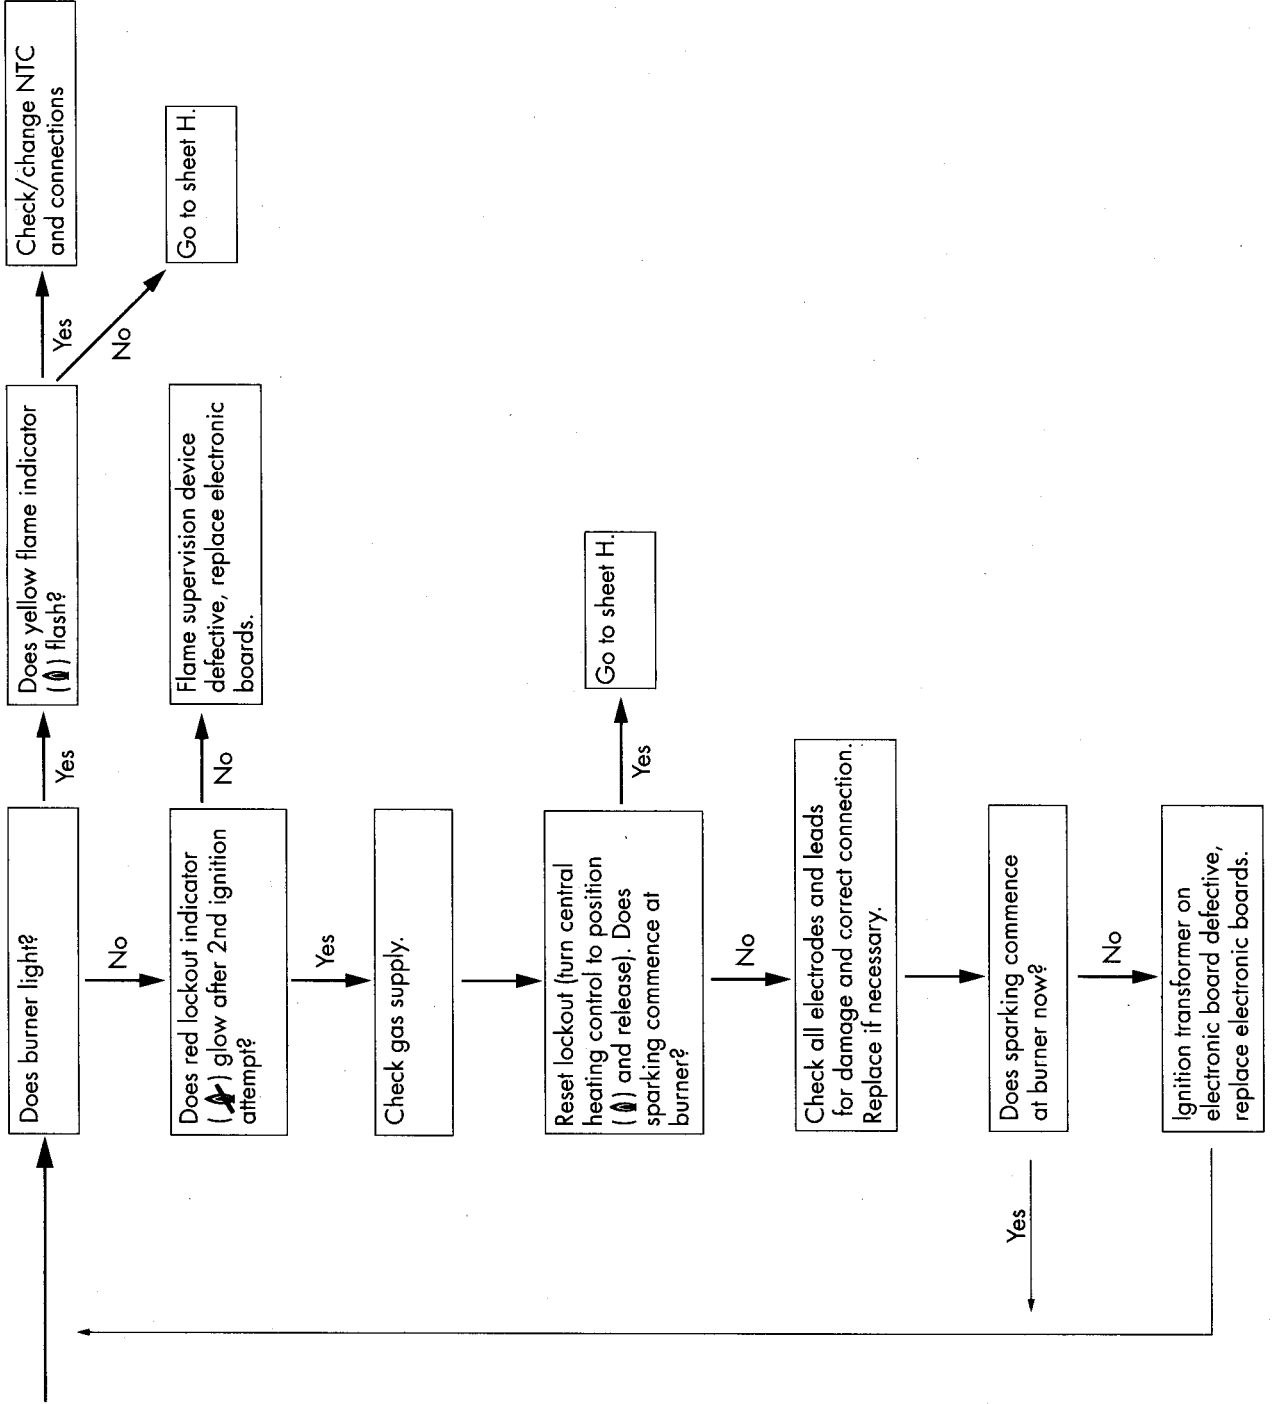 Does burner light?
Yes
Does yellow flame indicator
( ) flash?
Yes
Check/change NTC
and connections
No
Go to sheet H.
No
Does red lockout indicator
( ) glow after 2nd ignition
attempt?
No
Flame supervision device
defective, replace electronic
boards.
Yes
Check gas supply.
Reset lockout (turn central
heating control to position
( ) and release). Does
sparking commence at
burner?
Yes
Go to sheet H.
No
Check all electrodes and leads
for damage and correct connection.
Replace if necessary.
Does sparking commence
at burner now?
Yes
No
Ignition transformer on
electronic board defective,
replace electronic boards.